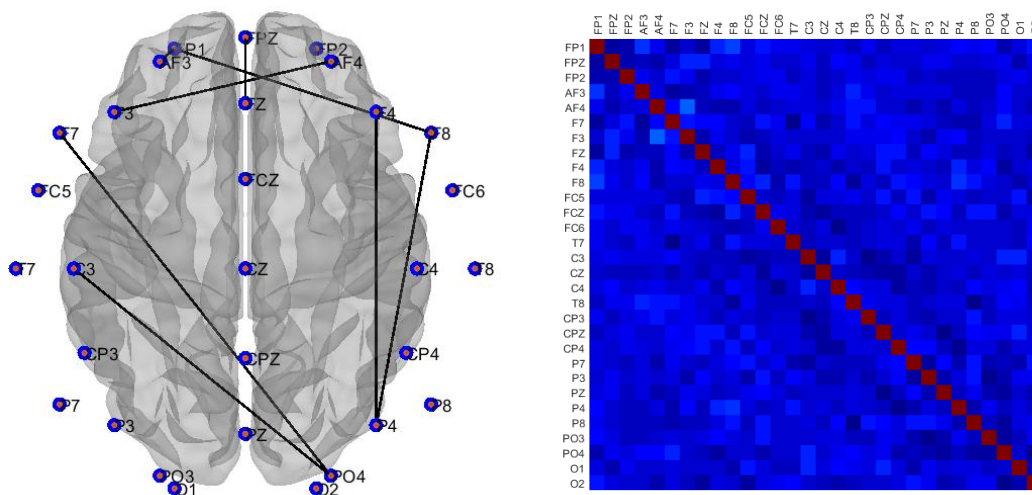 FPZ
FP1 FP2
AF3 AF4
FZ
F3 F4
F7 F8
FCZ
FC5 FC6
T7 C3 CZ C4 T8
CP3 CPZ CP4
P7 P8
P3 PZ P4
PO3 PO4
O1 O2
FP1 FPZ FP2 AF3 AF4 F7 F3 FZ F4 F8 FC5 FCZ FC6 T7 C3 CZ C4 T8 CP3 CPZ CP4 P7 P3 PZ P4 P8 PO3 PO4 O1
FP1
FPZ
FP2
AF3
AF4
F7
F3
FZ
F4
F8
FC5
FCZ
FC6
T7
C3
CZ
C4
T8
CP3
CPZ
CP4
P7
P3
PZ
P4
P8
PO3
PO4
O1
O2